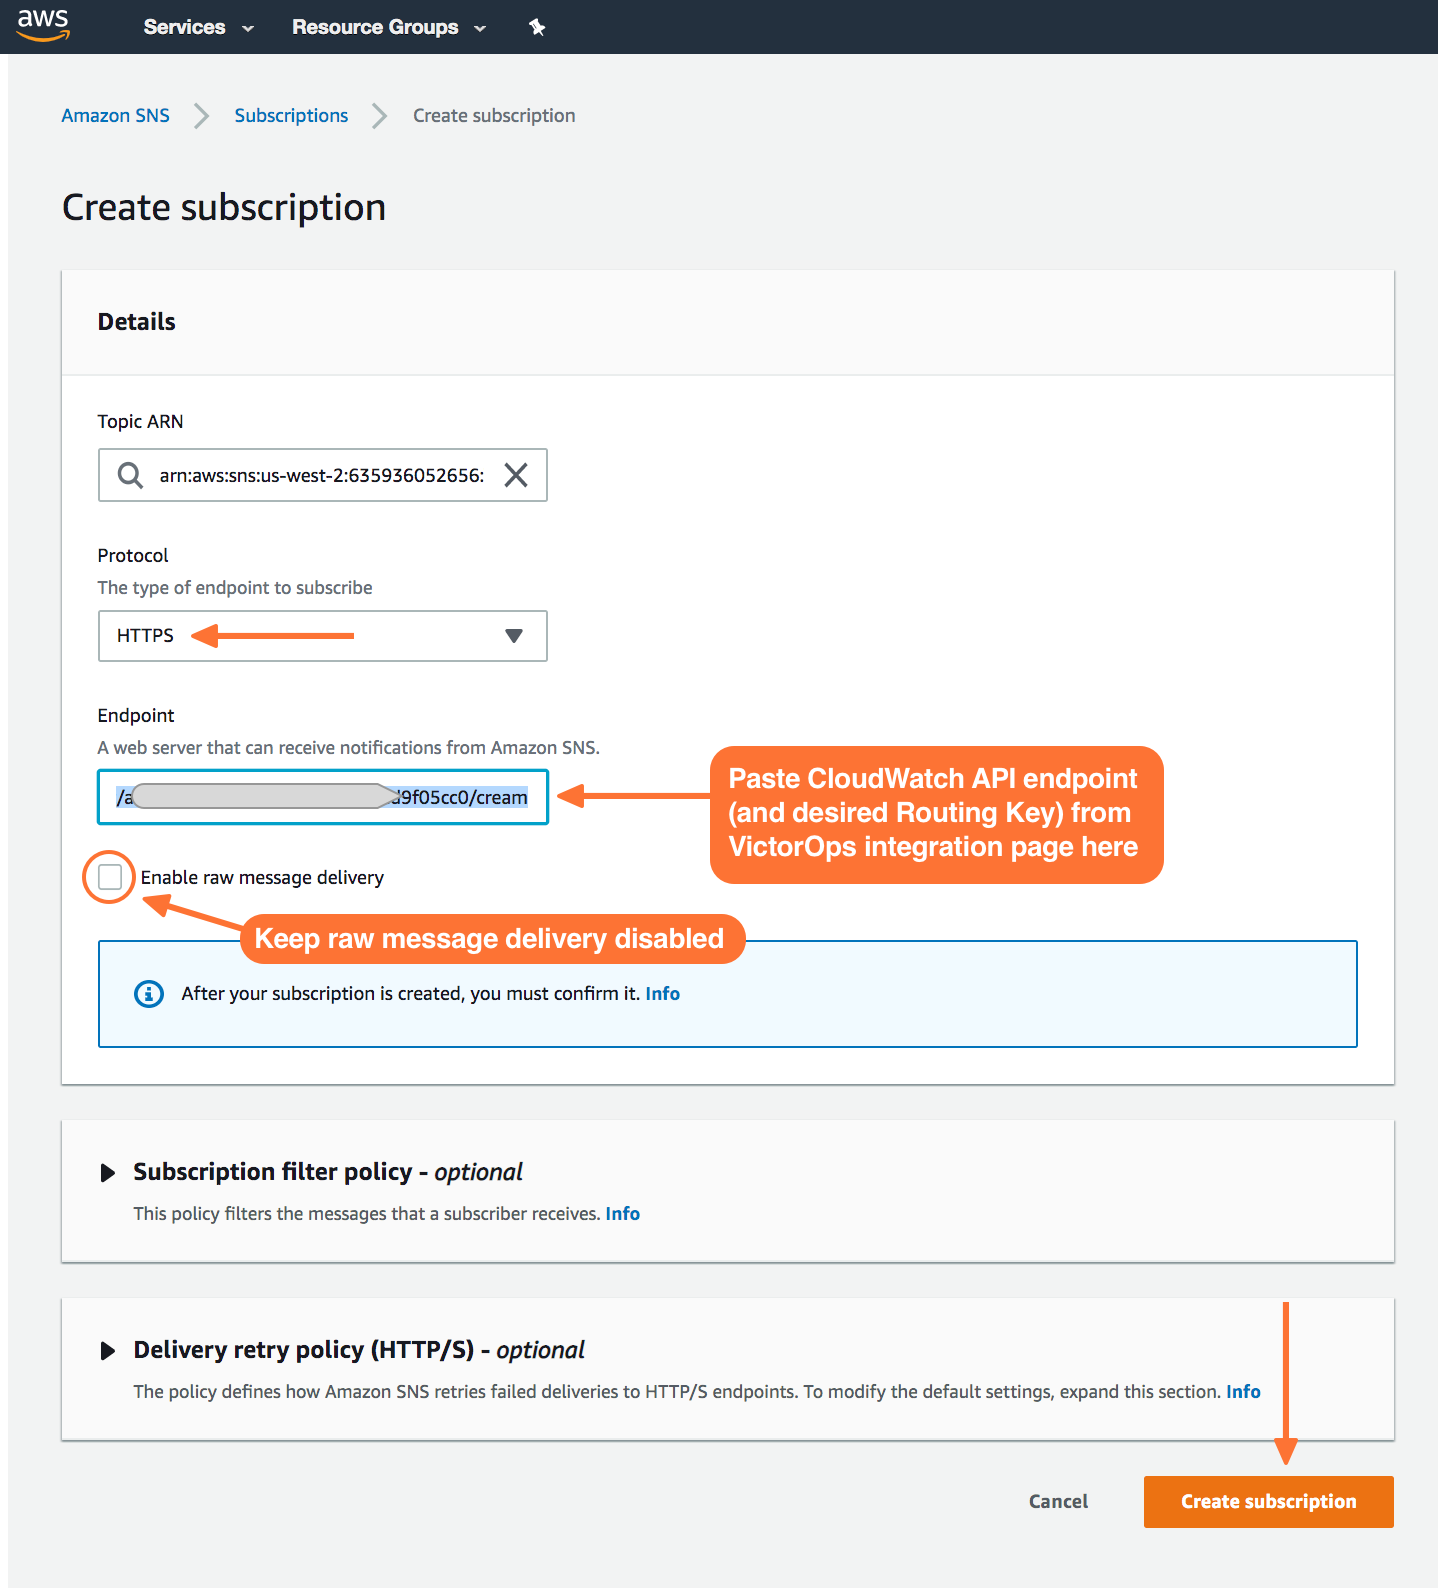 aws Services Resource Groups
Amazon SNS Subscriptions Create subscription
Create subscription
Details
Topic ARN
arn:aws:sns:us-west-2:635936052656:
Protocol
The type of endpoint to subscribe
HTTPS
Endpoint
A web server that can receive notifications from Amazon SNS.
/a d9f05cc0/cream
Paste CloudWatch API endpoint
(and desired Routing Key) from
VictorOps integration page here
Enable raw message delivery
Keep raw message delivery disabled
After your subscription is created, you must confirm it. Info
Subscription filter policy - optional
This policy filters the messages that a subscriber receives. Info
Delivery retry policy (HTTP/S) - optional
The policy defines how Amazon SNS retries failed deliveries to HTTP/S endpoints. To modify the default settings, expand this section. Info
Cancel Create subscription